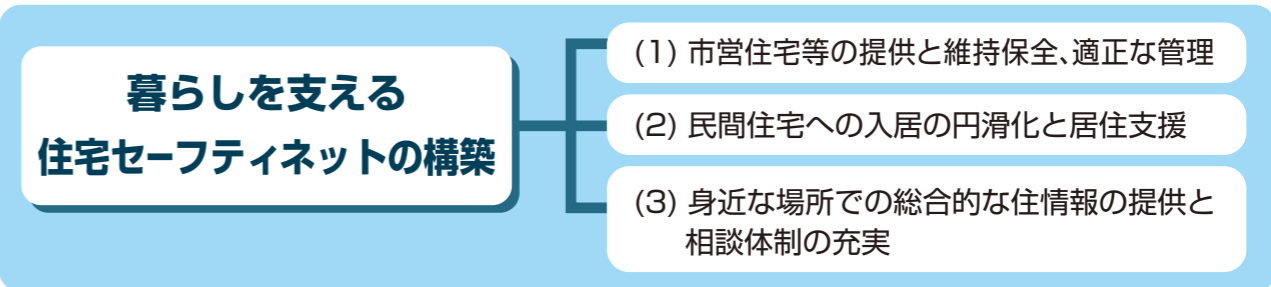 暮らしを支える
住宅セーフティネットの構築
(1) 市営住宅等の提供と維持保全、適正な管理
(2) 民間住宅への入居の円滑化と居住支援
(3) 身近な場所での総合的な住情報の提供と
相談体制の充実